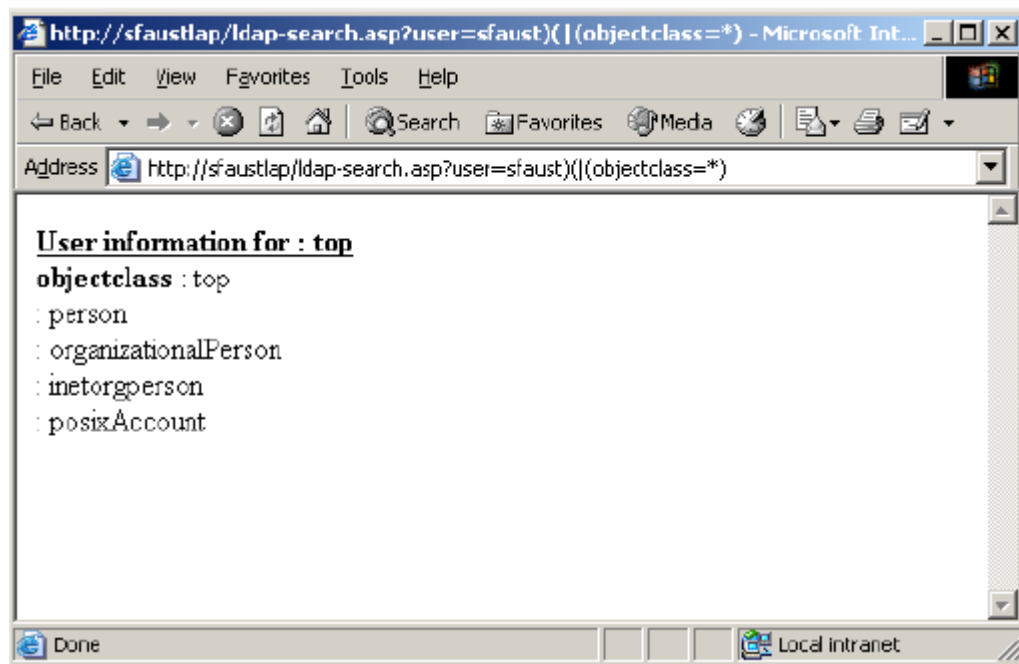 http://sfaustlap/ldap-search.asp?user=sfaust)(|(objectclass=*) - Microsoft Int...
File Edit View Favorites Tools Help
Back Search Favorites Media
Address http://sfaustlap/ldap-search.asp?user=sfaust)(|(objectclass=*)
User information for : top
objectclass : top
: person
: organizationalPerson
: inetorgperson
: posixAccount
Done Local intranet